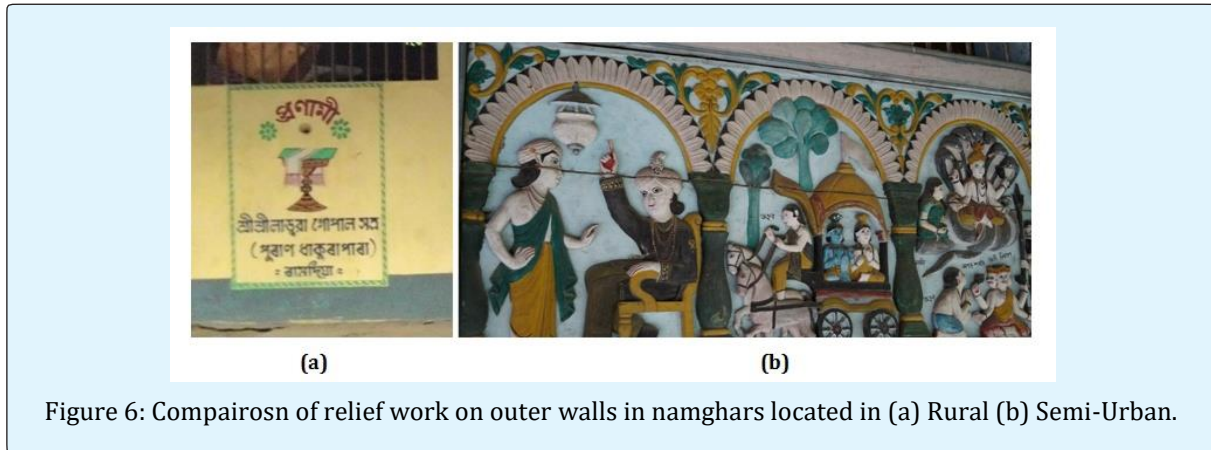 প্ৰণামী
শ্ৰীশ্ৰীলাড়ুৱা গোপাল সত্ৰ
(পুৰাণ ধাকুৰাপাৰা)
= ৰামদিয়া =
(a)
(b)
Figure 6: Compairosn of relief work on outer walls in namghars located in (a) Rural (b) Semi-Urban.